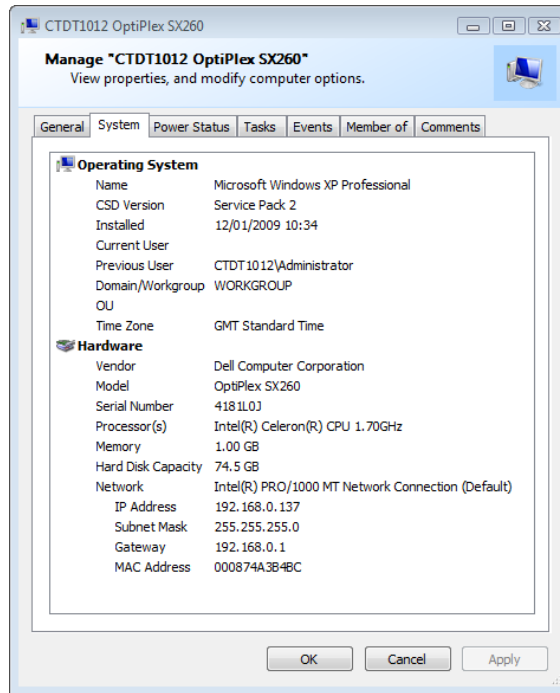 CTDT1012 OptiPlex SX260
Manage "CTDT1012 OptiPlex SX260"
View properties, and modify computer options.
General System Power Status Tasks Events Member of Comments
Operating System
Name Microsoft Windows XP Professional
CSD Version Service Pack 2
Installed 12/01/2009 10:34
Current User
Previous User CTDT1012\Administrator
Domain/Workgroup WORKGROUP
OU
Time Zone GMT Standard Time
Hardware
Vendor Dell Computer Corporation
Model OptiPlex SX260
Serial Number 4181L0J
Processor(s) Intel(R) Celeron(R) CPU 1.70GHz
Memory 1.00 GB
Hard Disk Capacity 74.5 GB
Network Intel(R) PRO/1000 MT Network Connection (Default)
IP Address 192.168.0.137
Subnet Mask 255.255.255.0
Gateway 192.168.0.1
MAC Address 000874A3B4BC
OK Cancel Apply